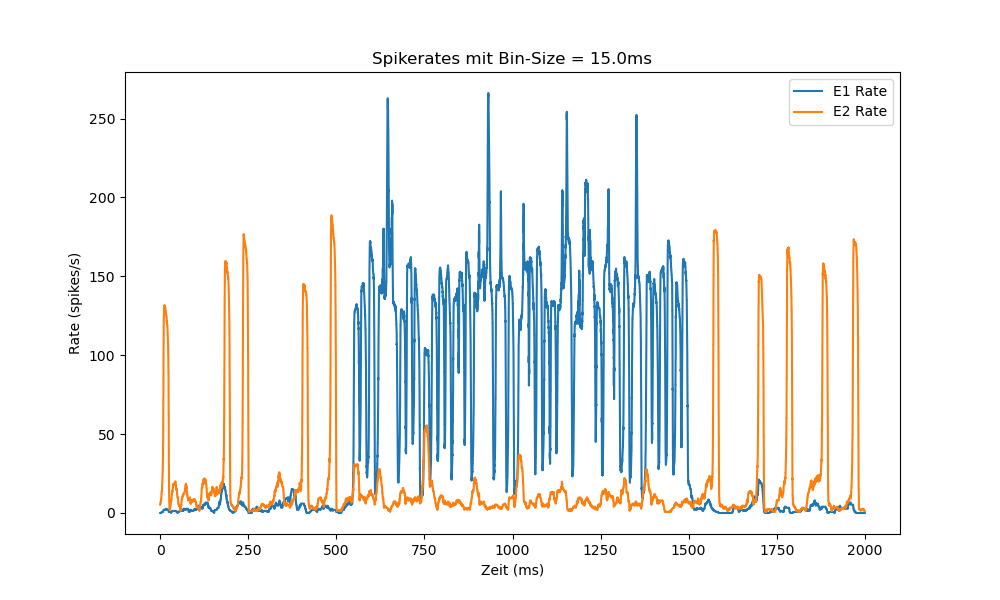 Spikerates mit Bin-Size = 15.0ms
E1 Rate
E2 Rate
Rate (spikes/s)
250
200
150
100
50
0
0 250 500 750 1000 1250 1500 1750 2000
Zeit (ms)